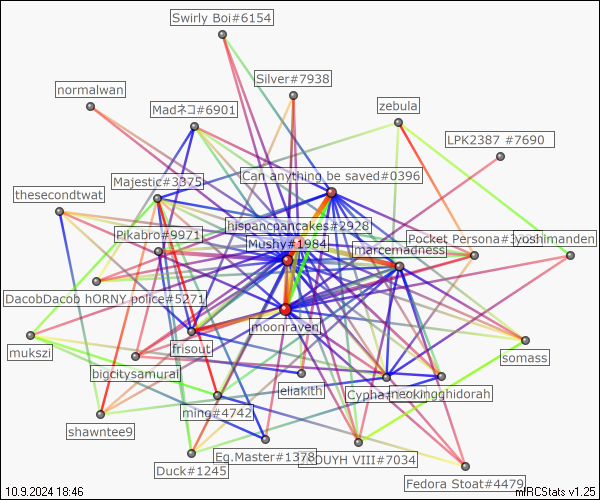 Swirly Boi#6154
Silver#7938
normalwan
Madネコ#6901
zebula
LPK2387 #7690
Can anything be saved#0396
Majestic#3375
thesecondtwat
hispancpancakes#2928
Pikabro#9971
Mushy#1984
marcemadness
Pocket Persona#3
yoshimanden
DacobDacob hORNY police#5271
moonraven
mukszi
frisout
somass
bigcitysamurai
eliakith
Cypha
neokingghidorah
ming#4742
shawntee9
Eg.Master#1378
DUYH VIII#7034
Duck#1245
Fedora Stoat#4479
10.9.2024 18:46
mIRCStats v1.25